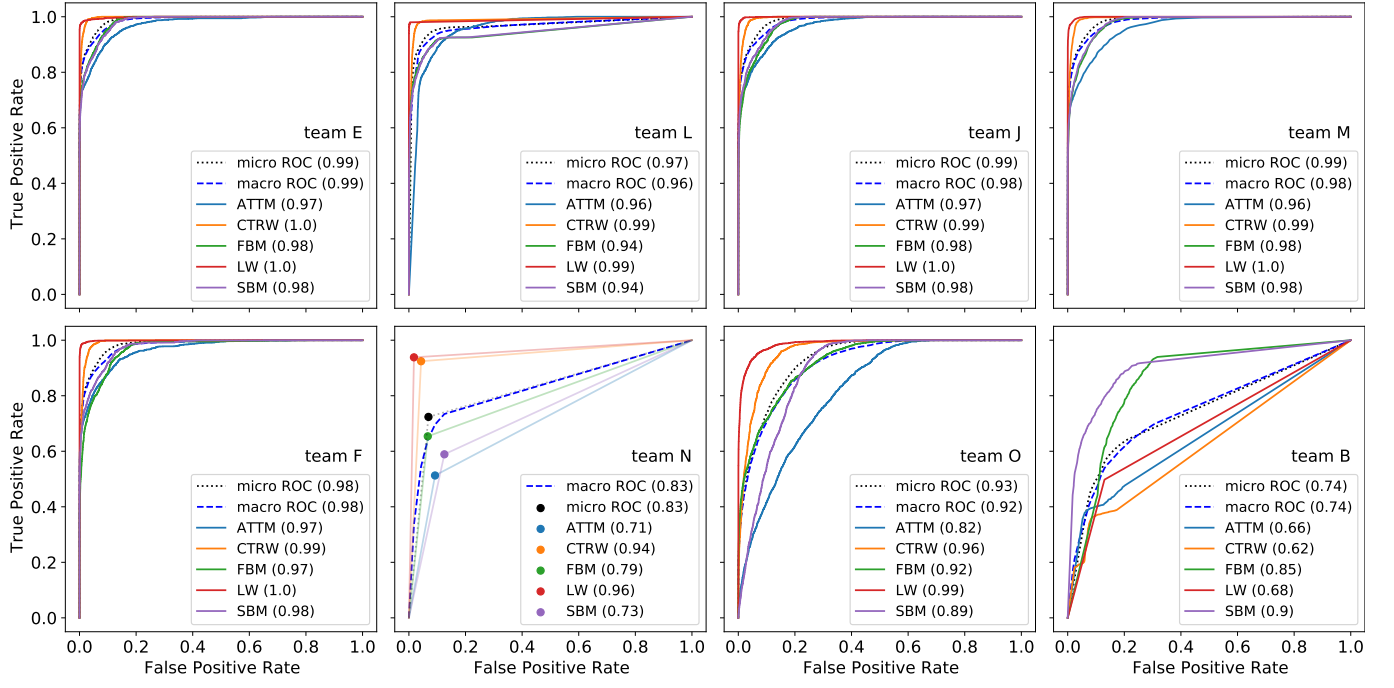 True Positive Rate
1.0
0.8
0.6
0.4
0.2
0.0
team E
micro ROC (0.99)
macro ROC (0.99)
ATTM (0.97)
CTRW (1.0)
FBM (0.98)
LW (1.0)
SBM (0.98)
team L
micro ROC (0.97)
macro ROC (0.96)
ATTM (0.96)
CTRW (0.99)
FBM (0.94)
LW (0.99)
SBM (0.94)
team J
micro ROC (0.99)
macro ROC (0.98)
ATTM (0.97)
CTRW (0.99)
FBM (0.98)
LW (1.0)
SBM (0.98)
team M
micro ROC (0.99)
macro ROC (0.98)
ATTM (0.96)
CTRW (0.99)
FBM (0.98)
LW (1.0)
SBM (0.98)
True Positive Rate
1.0
0.8
0.6
0.4
0.2
0.0
team F
micro ROC (0.98)
macro ROC (0.98)
ATTM (0.97)
CTRW (0.99)
FBM (0.97)
LW (1.0)
SBM (0.98)
0.0 0.2 0.4 0.6 0.8 1.0
False Positive Rate
team N
macro ROC (0.83)
micro ROC (0.83)
ATTM (0.71)
CTRW (0.94)
FBM (0.79)
LW (0.96)
SBM (0.73)
0.0 0.2 0.4 0.6 0.8 1.0
False Positive Rate
team O
micro ROC (0.93)
macro ROC (0.92)
ATTM (0.82)
CTRW (0.96)
FBM (0.92)
LW (0.99)
SBM (0.89)
0.0 0.2 0.4 0.6 0.8 1.0
False Positive Rate
team B
micro ROC (0.74)
macro ROC (0.74)
ATTM (0.66)
CTRW (0.62)
FBM (0.85)
LW (0.68)
SBM (0.9)
0.0 0.2 0.4 0.6 0.8 1.0
False Positive Rate